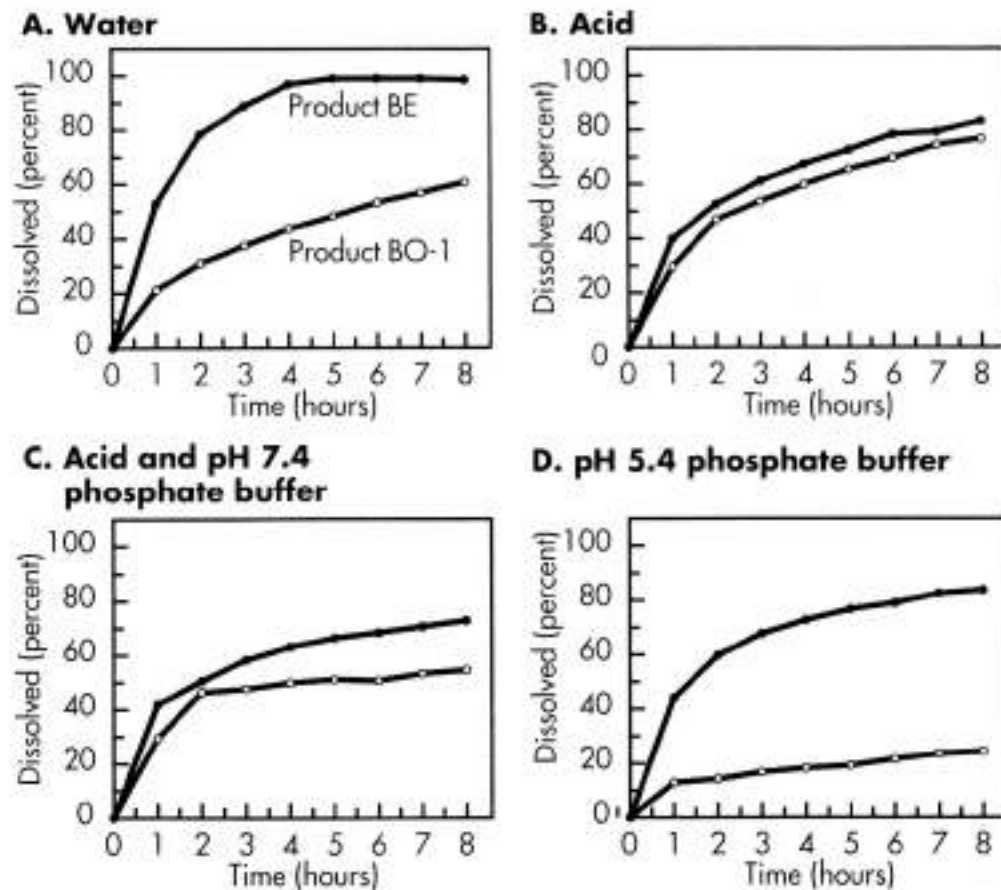 A. Water
Dissolved (percent)
100
80
60
40
20
0
Product BE
Product BO-1
0 1 2 3 4 5 6 7 8
Time (hours)
B. Acid
Dissolved (percent)
100
80
60
40
20
0
0 1 2 3 4 5 6 7 8
Time (hours)
C. Acid and pH 7.4
phosphate buffer
Dissolved (percent)
100
80
60
40
20
0
0 1 2 3 4 5 6 7 8
Time (hours)
D. pH 5.4 phosphate buffer
Dissolved (percent)
100
80
60
40
20
0
0 1 2 3 4 5 6 7 8
Time (hours)